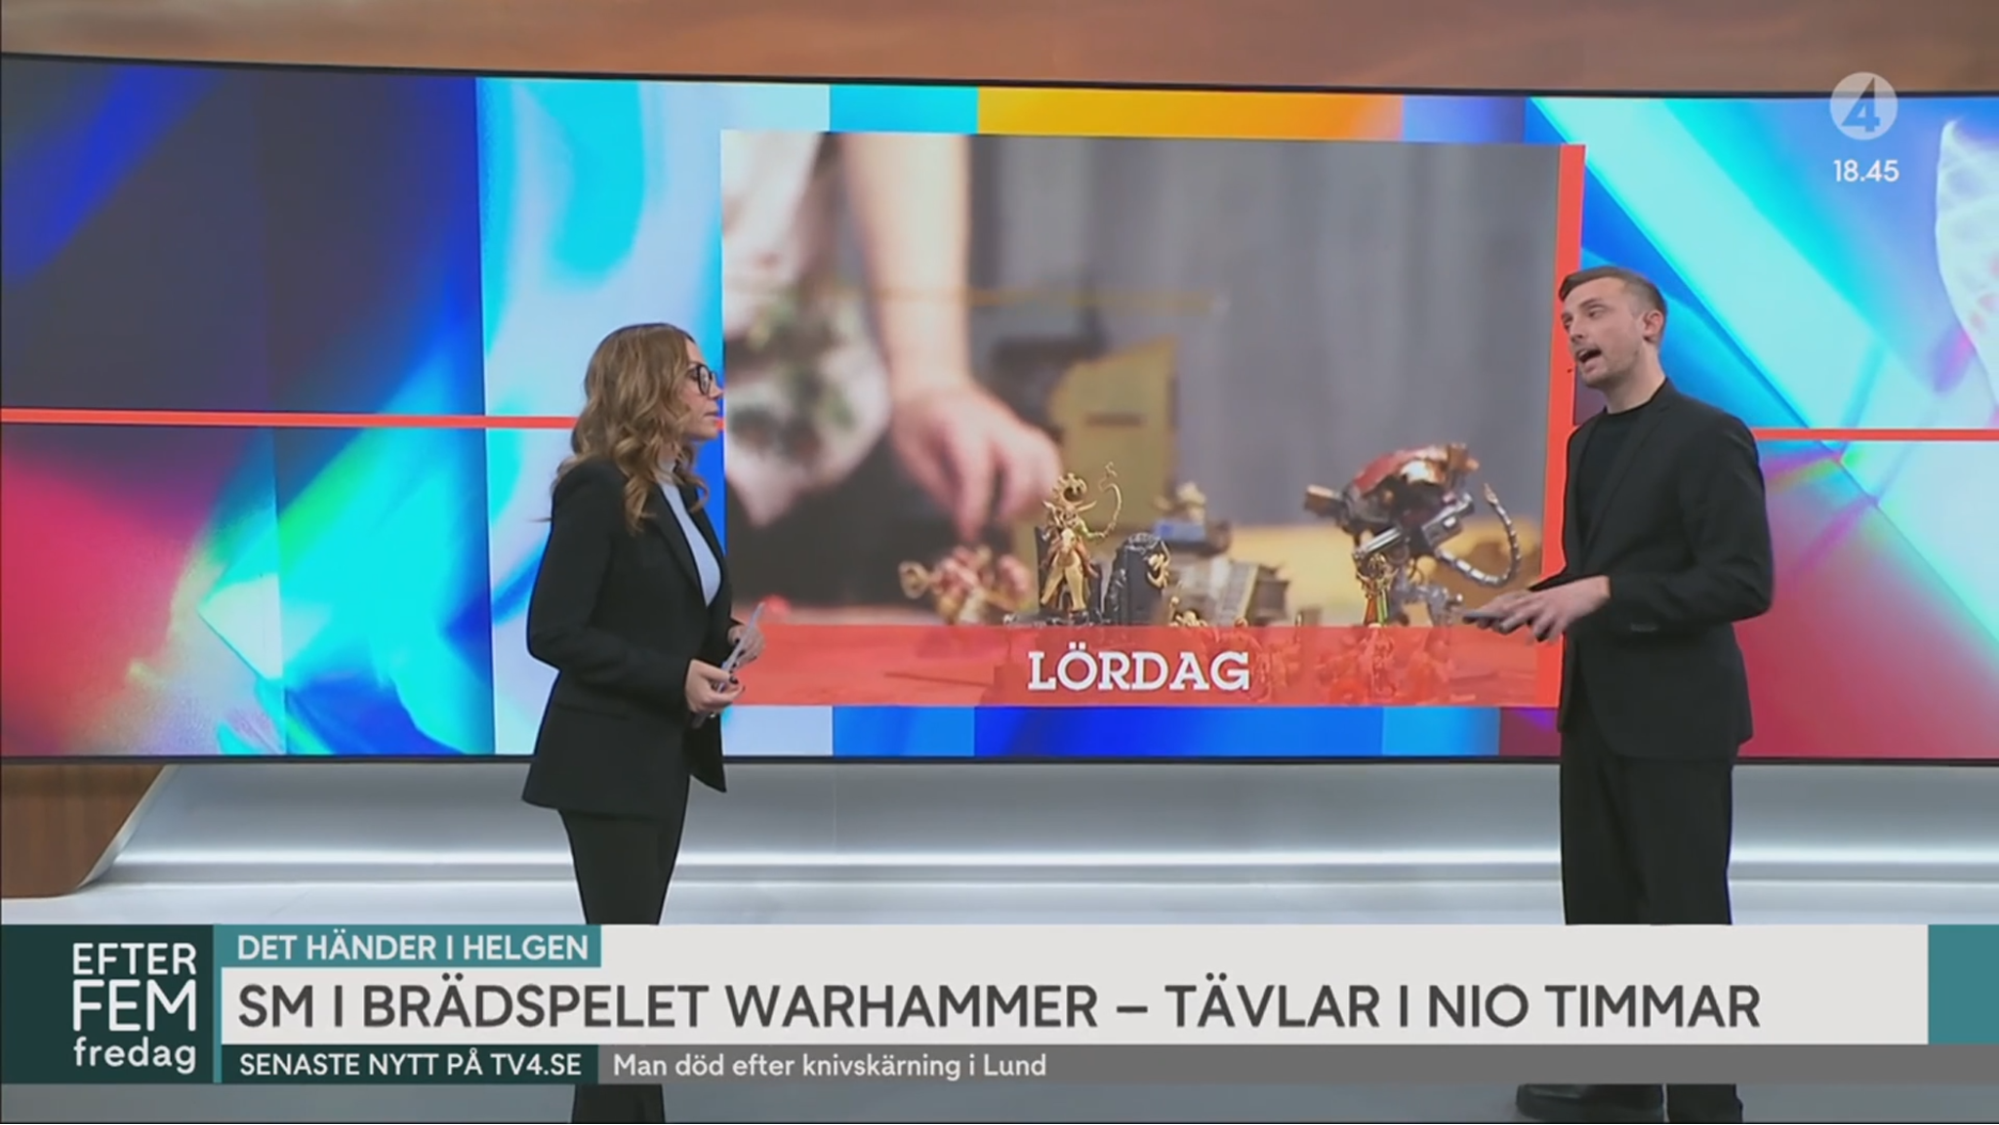 4
18.45
LÖRDAG
EFTER
FEM
fredag
DET HÄNDER I HELGEN
SM I BRÄDSPELET WARHAMMER – TÄVLAR I NIO TIMMAR
SENASTE NYTT PÅ TV4.SE
Man död efter knivskärning i Lund